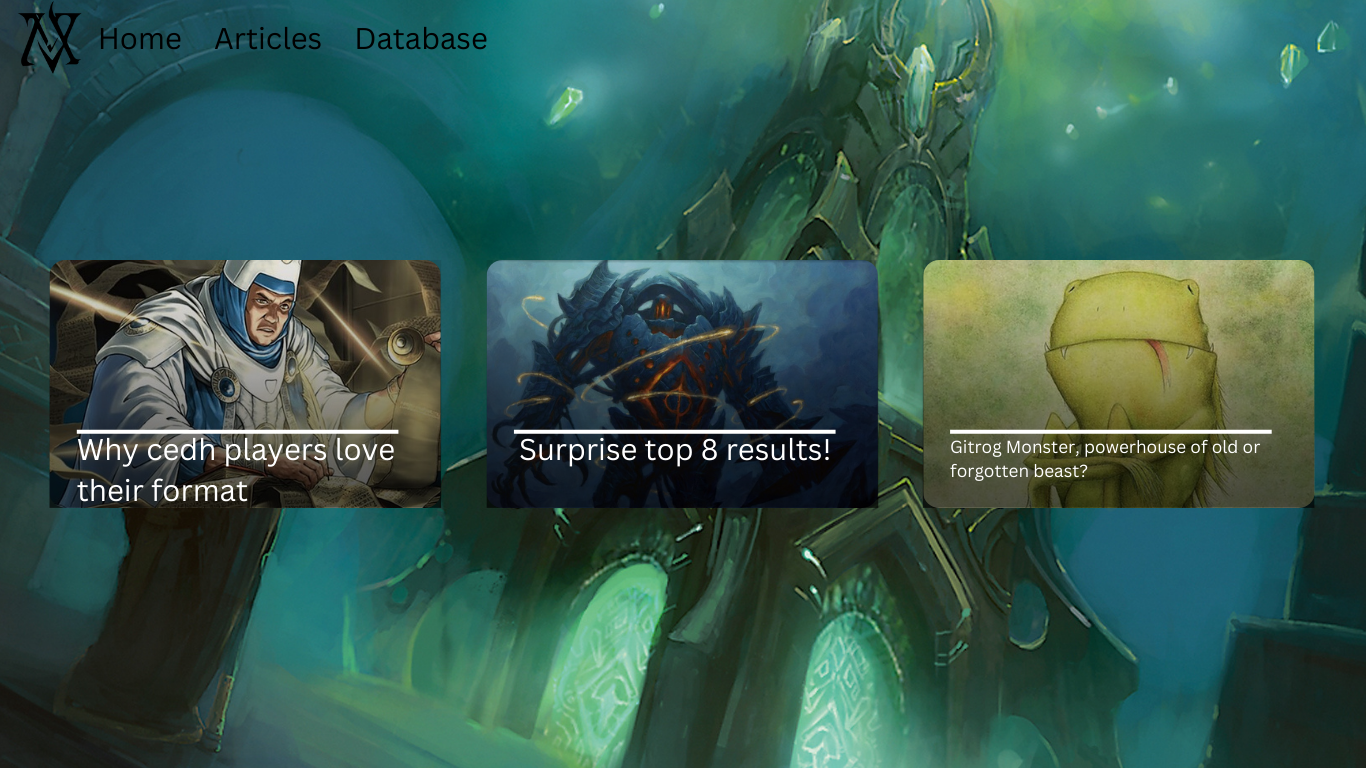 Home Articles Database
Why cedh players love
their format
Surprise top 8 results!
Gitrog Monster, powerhouse of old or
forgotten beast?